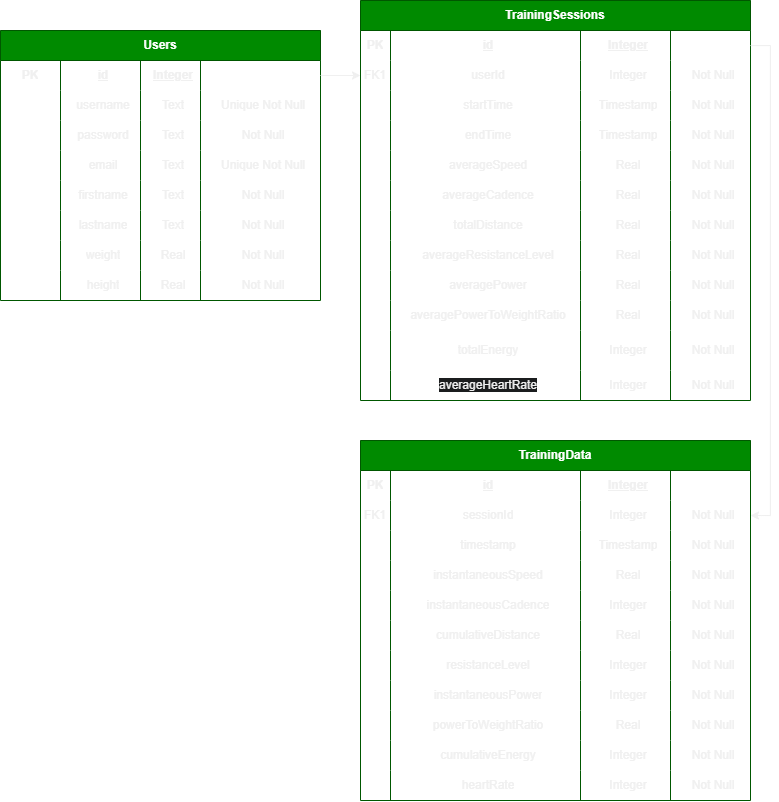 Users
PK id Integer
username Text Unique Not Null
password Text Not Null
email Text Unique Not Null
firstname Text Not Null
lastname Text Not Null
weight Real Not Null
height Real Not Null
TrainingSessions
PK id Integer
FK1 userId Integer Not Null
startTime Timestamp Not Null
endTime Timestamp Not Null
averageSpeed Real Not Null
averageCadence Real Not Null
totalDistance Real Not Null
averageResistanceLevel Real Not Null
averagePower Real Not Null
averagePowerToWeightRatio Real Not Null
totalEnergy Integer Not Null
averageHeartRate Integer Not Null
TrainingData
PK id Integer
FK1 sessionId Integer Not Null
timestamp Timestamp Not Null
instantaneousSpeed Real Not Null
instantaneousCadence Integer Not Null
cumulativeDistance Real Not Null
resistanceLevel Integer Not Null
instantaneousPower Integer Not Null
powerToWeightRatio Real Not Null
cumulativeEnergy Integer Not Null
heartRate Integer Not Null